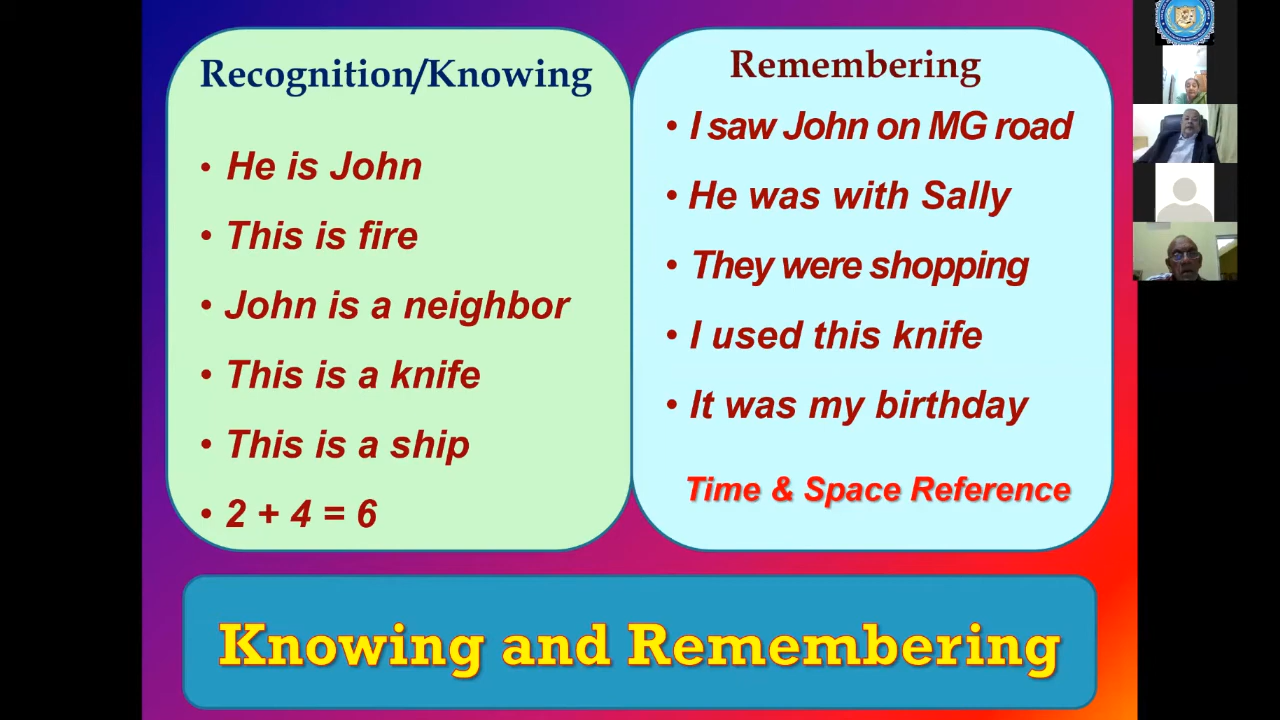 Recognition/Knowing
• He is John
• This is fire
• John is a neighbor
• This is a knife
• This is a ship
• 2 + 4 = 6
Remembering
• I saw John on MG road
• He was with Sally
• They were shopping
• I used this knife
• It was my birthday
Time & Space Reference
Knowing and Remembering